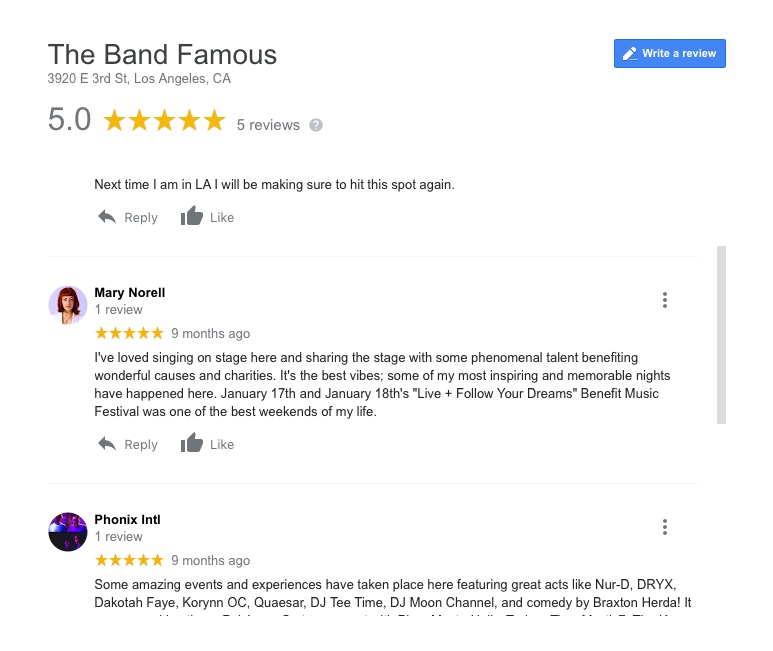 The Band Famous
Write a review
3920 E 3rd St, Los Angeles, CA
5.0 5 reviews ?
Next time I am in LA I will be making sure to hit this spot again.
Reply Like
Mary Norell
1 review
9 months ago
I've loved singing on stage here and sharing the stage with some phenomenal talent benefiting
wonderful causes and charities. It's the best vibes; some of my most inspiring and memorable nights
have happened here. January 17th and January 18th's "Live + Follow Your Dreams" Benefit Music
Festival was one of the best weekends of my life.
Reply Like
Phonix Intl
1 review
9 months ago
Some amazing events and experiences have taken place here featuring great acts like Nur-D, DRYX,
Dakotah Faye, Korynn OC, Quaesar, DJ Tee Time, DJ Moon Channel, and comedy by Braxton Herda! It